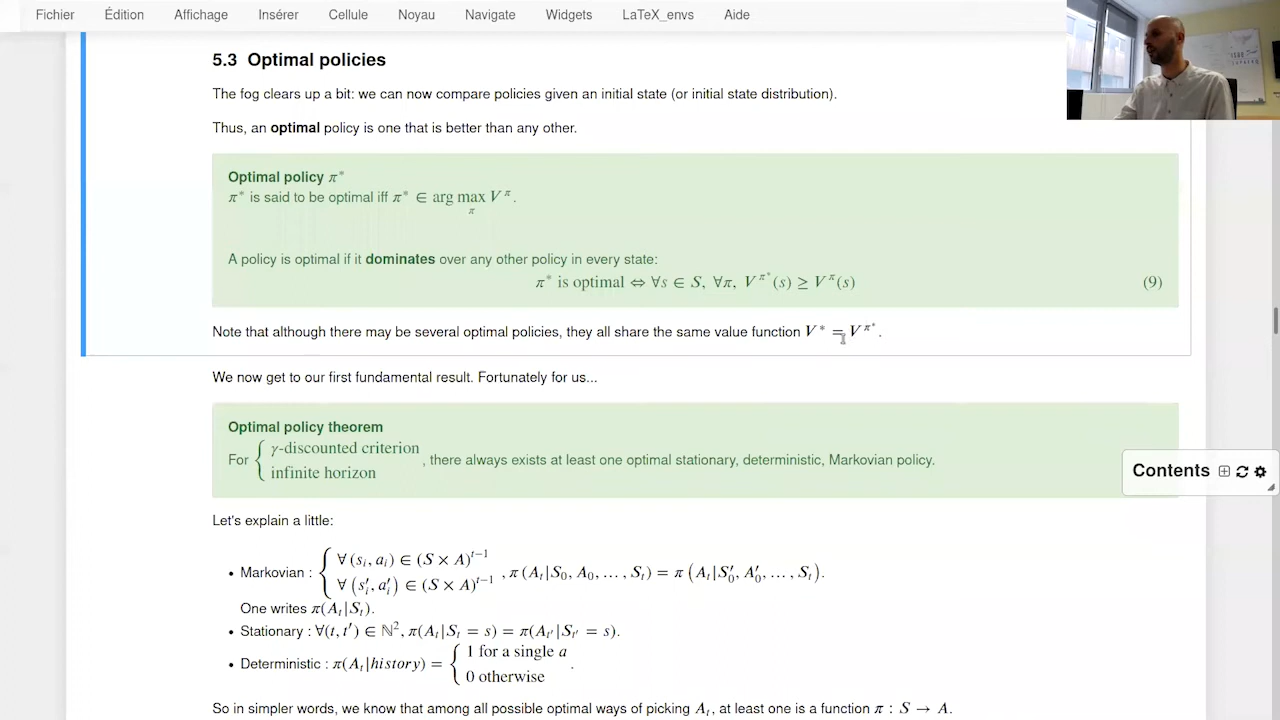 Fichier Édition Affichage Insérer Cellule Noyau Navigate Widgets LaTeX_envs Aide
5.3 Optimal policies
The fog clears up a bit: we can now compare policies given an initial state (or initial state distribution).
Thus, an optimal policy is one that is better than any other.
Optimal policy π*
π* is said to be optimal iff π* ∈ arg max V^π.
π
A policy is optimal if it dominates over any other policy in every state:
π* is optimal ⇔ ∀s ∈ S, ∀π, V^{π*}(s) ≥ V^π(s) (9)
Note that although there may be several optimal policies, they all share the same value function V* = V^{π*}.
We now get to our first fundamental result. Fortunately for us...
Optimal policy theorem
For { γ-discounted criterion
infinite horizon , there always exists at least one optimal stationary, deterministic, Markovian policy.
Contents
Let's explain a little:
• Markovian : { ∀(s_i, a_i) ∈ (S × A)^{t−1}
∀(s'_i, a'_i) ∈ (S × A)^{t−1} , π(A_t|S_0, A_0, …, S_t) = π(A_t|S'_0, A'_0, …, S_t).
One writes π(A_t|S_t).
• Stationary : ∀(t, t') ∈ ℕ², π(A_t|S_t = s) = π(A_{t'}|S_{t'} = s).
• Deterministic : π(A_t|history) = { 1 for a single a
0 otherwise .
So in simpler words, we know that among all possible optimal ways of picking A_t, at least one is a function π : S → A.